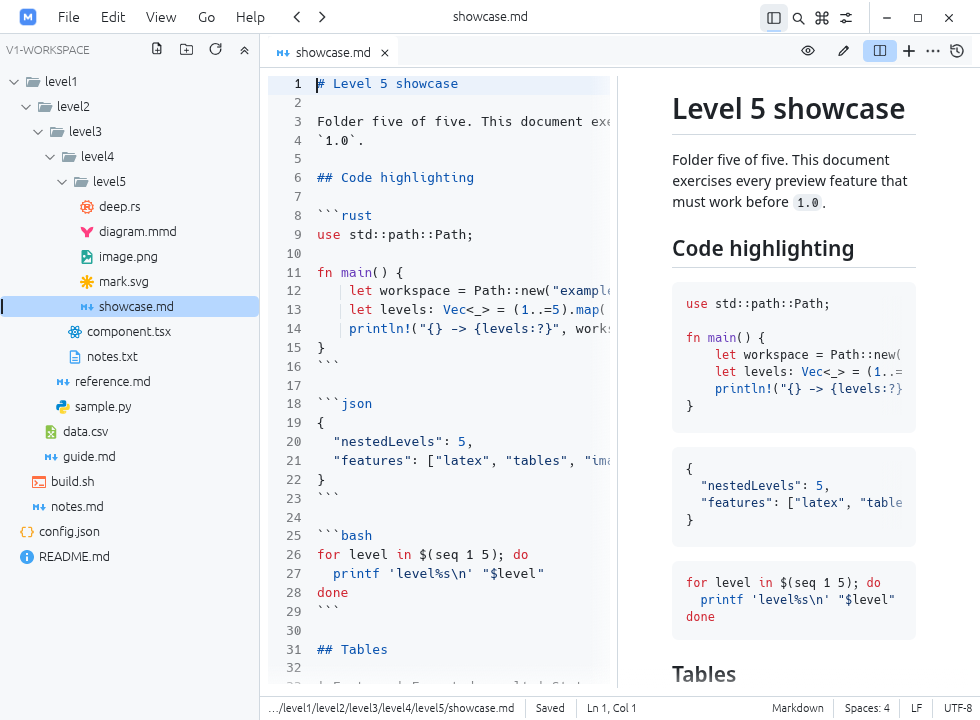 M File Edit View Go Help showcase.md
V1-WORKSPACE
level1
level2
level3
level4
level5
deep.rs
diagram.mmd
image.png
mark.svg
showcase.md
component.tsx
notes.txt
reference.md
sample.py
data.csv
guide.md
build.sh
notes.md
config.json
README.md
showcase.md
1 # Level 5 showcase
2
3 Folder five of five. This document exe
4 `1.0`.
5
6 ## Code highlighting
7
8 ```rust
9 use std::path::Path;
10
11 fn main() {
12 let workspace = Path::new("example
13 let levels: Vec<_> = (1..=5).map(
14 println!("{} -> {levels:?}", works
15 }
16 ```
17
18 ```json
19 {
20 "nestedLevels": 5,
21 "features": ["latex", "tables", "ima
22 }
23 ```
24
25 ```bash
26 for level in $(seq 1 5); do
27 printf 'level%s\n' "$level"
28 done
29 ```
30
31 ## Tables
32
Level 5 showcase
Folder five of five. This document
exercises every preview feature that
must work before 1.0.
Code highlighting
use std::path::Path;
fn main() {
let workspace = Path::new(
let levels: Vec<_> = (1..=
println!("{} -> {levels:?}
}
{
"nestedLevels": 5,
"features": ["latex", "table
}
for level in $(seq 1 5); do
printf 'level%s\n' "$level"
done
Tables
…/level1/level2/level3/level4/level5/showcase.md Saved Ln 1, Col 1 Markdown Spaces: 4 LF UTF-8